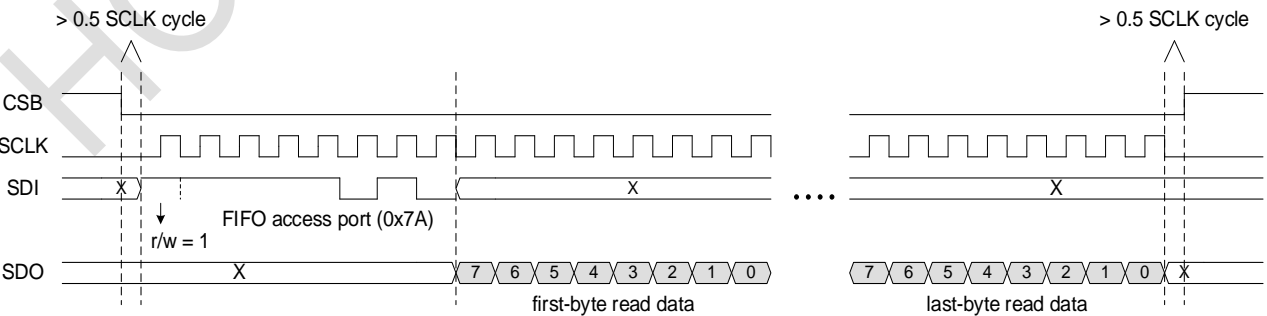 > 0.5 SCLK cycle
> 0.5 SCLK cycle
CSB
SCLK
SDI
X
X
X
....
FIFO access port (0x7A)
r/w = 1
SDO
X
7 6 5 4 3 2 1 0
7 6 5 4 3 2 1 0
X
first-byte read data
last-byte read data